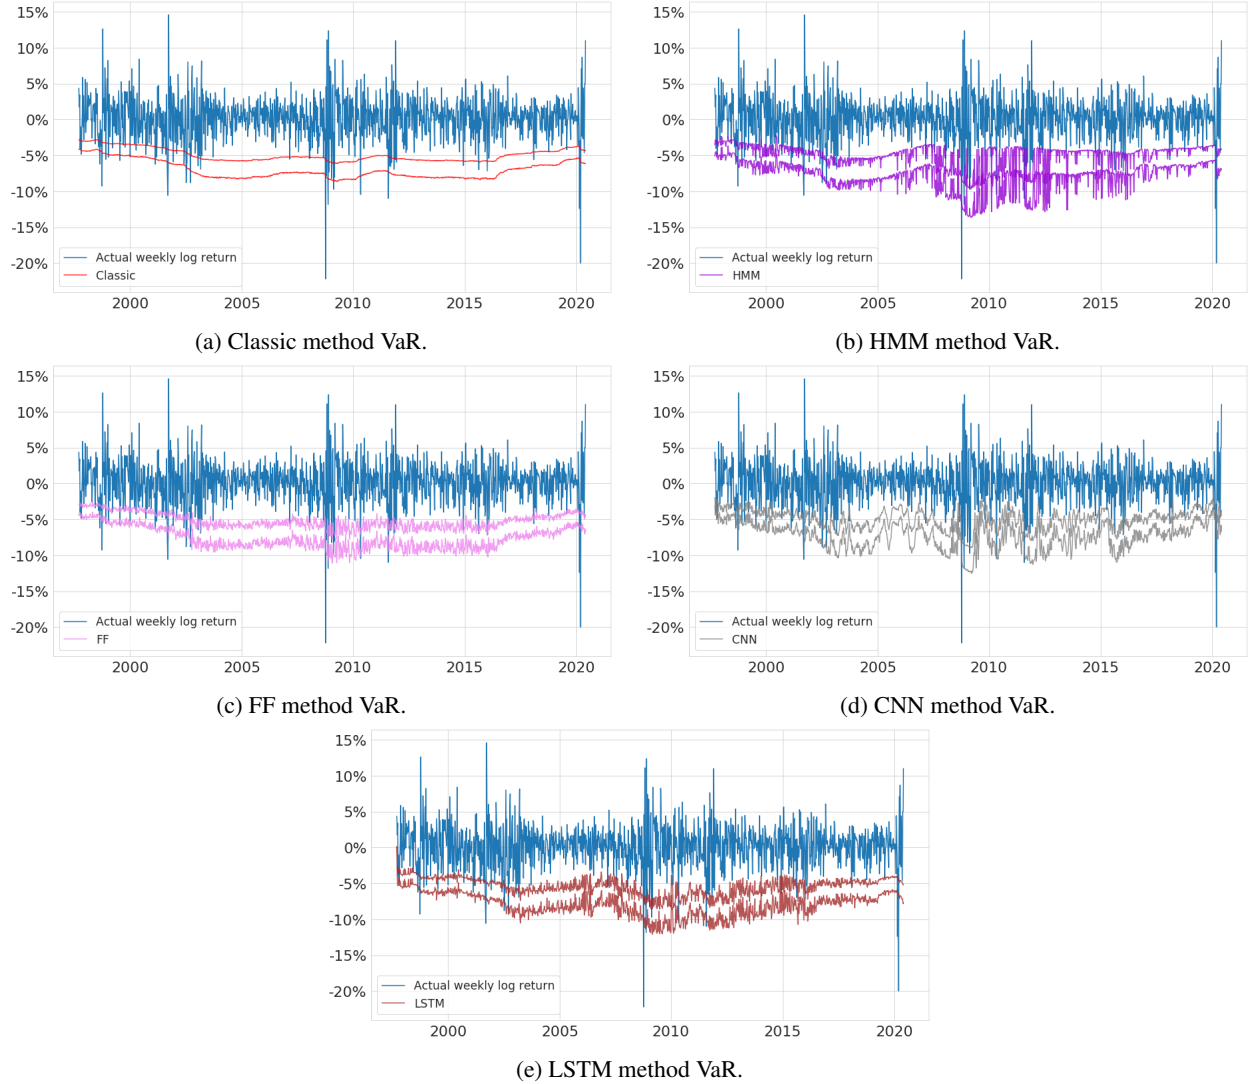 15%
10%
5%
0%
-5%
-10%
-15%
-20%
Actual weekly log return
Classic
2000 2005 2010 2015 2020
(a) Classic method VaR.
15%
10%
5%
0%
-5%
-10%
-15%
-20%
Actual weekly log return
HMM
2000 2005 2010 2015 2020
(b) HMM method VaR.
15%
10%
5%
0%
-5%
-10%
-15%
-20%
Actual weekly log return
FF
2000 2005 2010 2015 2020
(c) FF method VaR.
15%
10%
5%
0%
-5%
-10%
-15%
-20%
Actual weekly log return
CNN
2000 2005 2010 2015 2020
(d) CNN method VaR.
15%
10%
5%
0%
-5%
-10%
-15%
-20%
Actual weekly log return
LSTM
2000 2005 2010 2015 2020
(e) LSTM method VaR.